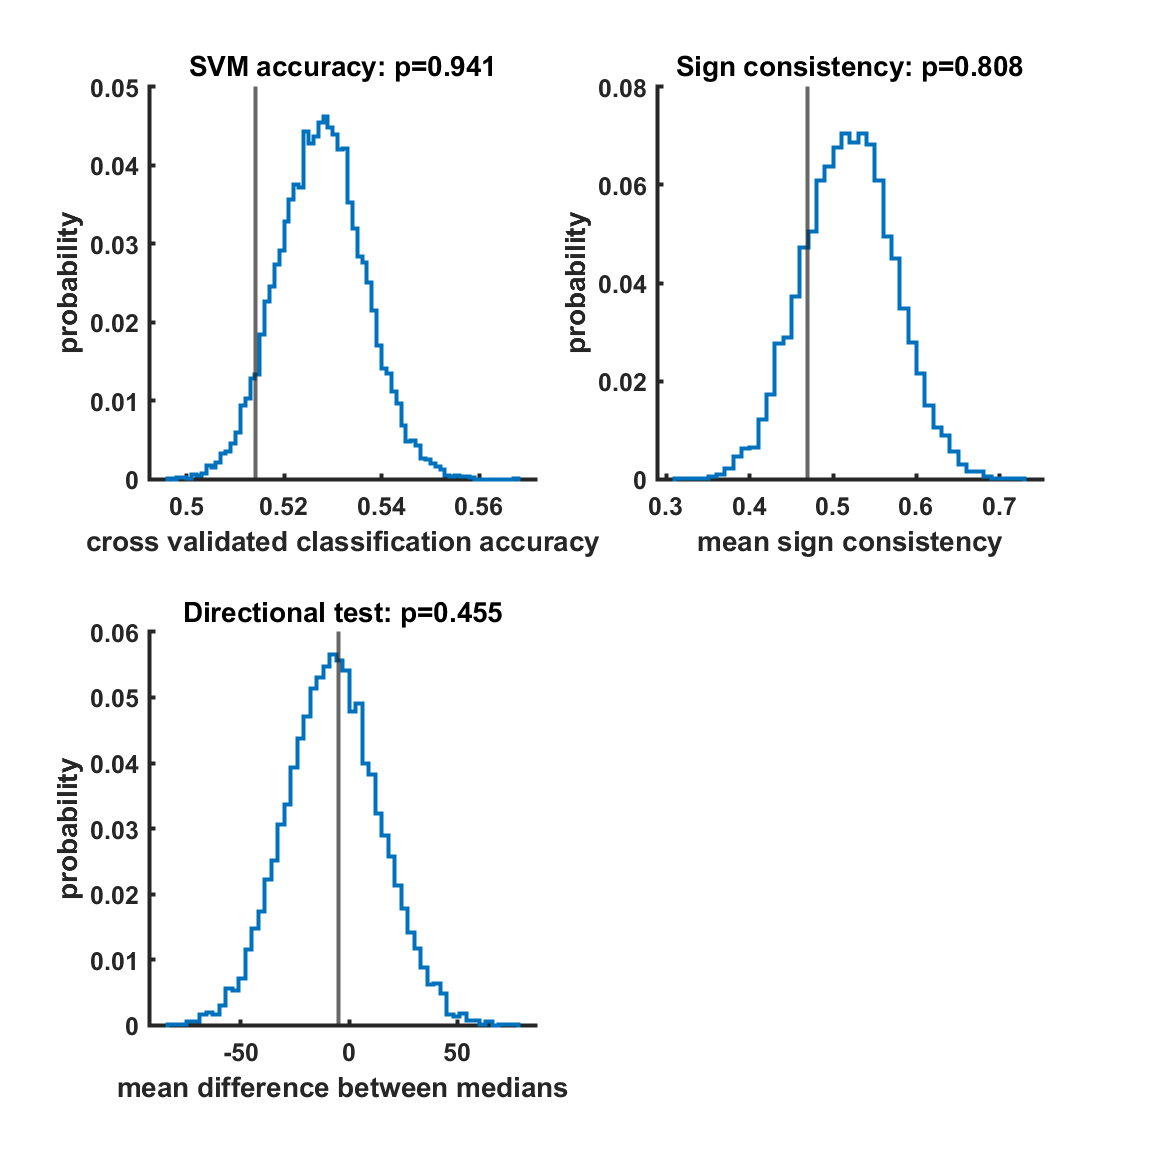 SVM accuracy: p=0.941
0.05
0.04
0.03
0.02
0.01
0
probability
0.5 0.52 0.54 0.56
cross validated classification accuracy
Sign consistency: p=0.808
0.08
0.06
0.04
0.02
0
probability
0.3 0.4 0.5 0.6 0.7
mean sign consistency
Directional test: p=0.455
0.06
0.05
0.04
0.03
0.02
0.01
0
probability
-50 0 50
mean difference between medians